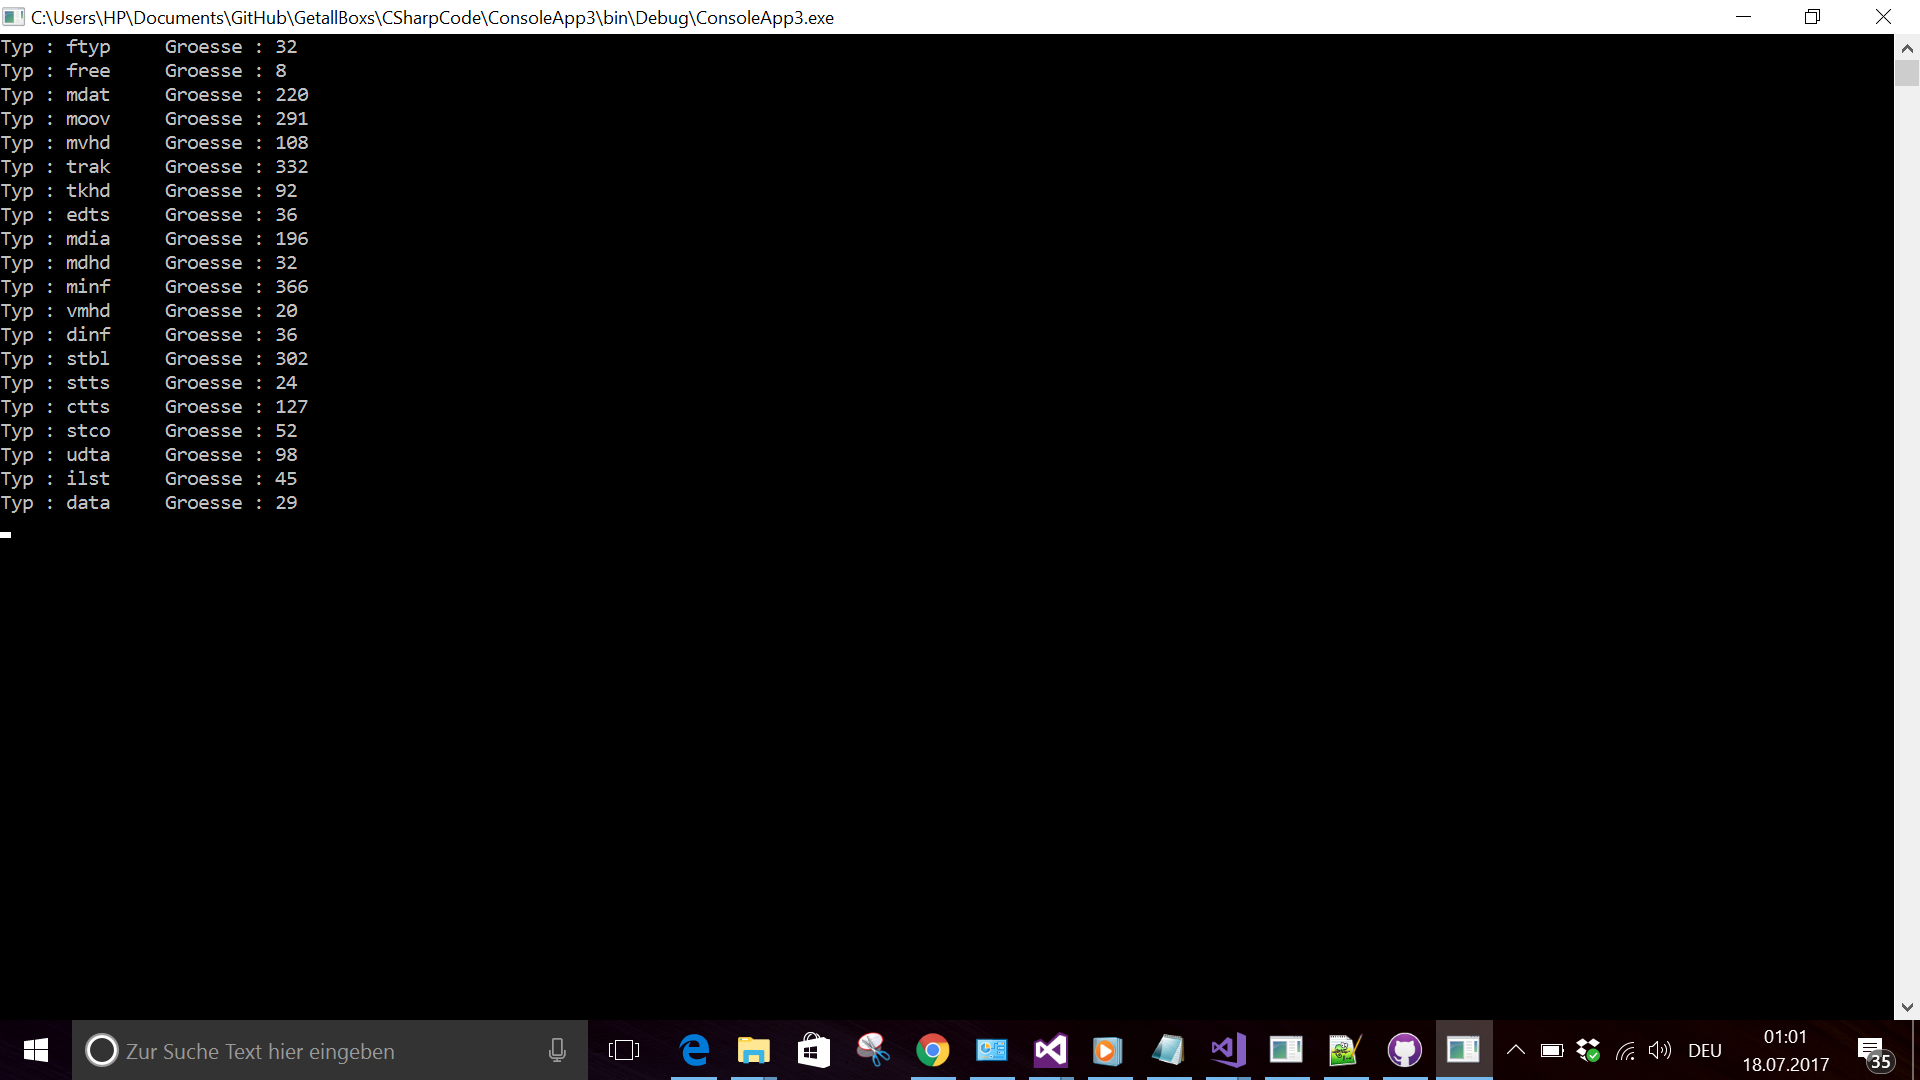 C:\Users\HP\Documents\GitHub\GetallBoxs\CSharpCode\ConsoleApp3\bin\Debug\ConsoleApp3.exe
Typ : ftyp     Groesse : 32
Typ : free     Groesse : 8
Typ : mdat     Groesse : 220
Typ : moov     Groesse : 291
Typ : mvhd     Groesse : 108
Typ : trak     Groesse : 332
Typ : tkhd     Groesse : 92
Typ : edts     Groesse : 36
Typ : mdia     Groesse : 196
Typ : mdhd     Groesse : 32
Typ : minf     Groesse : 366
Typ : vmhd     Groesse : 20
Typ : dinf     Groesse : 36
Typ : stbl     Groesse : 302
Typ : stts     Groesse : 24
Typ : ctts     Groesse : 127
Typ : stco     Groesse : 52
Typ : udta     Groesse : 98
Typ : ilst     Groesse : 45
Typ : data     Groesse : 29
Zur Suche Text hier eingeben
DEU
01:01
18.07.2017
35